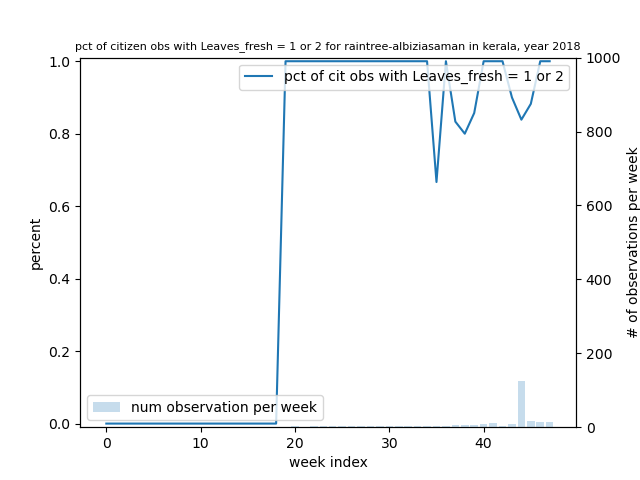 pct of citizen obs with Leaves_fresh = 1 or 2 for raintree-albiziasaman in kerala, year 2018
pct of cit obs with Leaves_fresh = 1 or 2
num observation per week
percent
1.0
0.8
0.6
0.4
0.2
0.0
1000
800
600
400
200
0
# of observations per week
0 10 20 30 40
week index